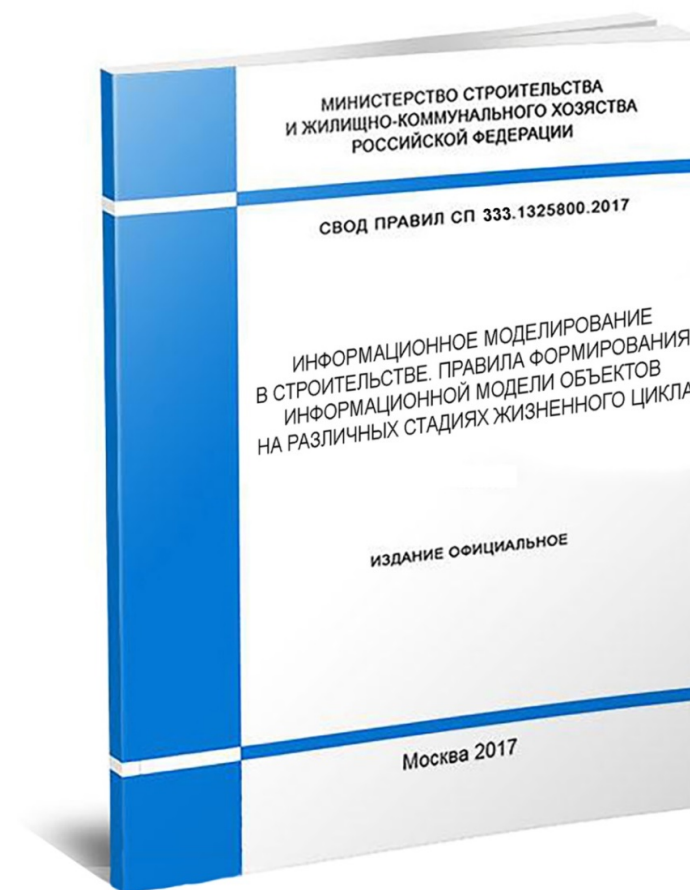 МИНИСТЕРСТВО СТРОИТЕЛЬСТВА
И ЖИЛИЩНО-КОММУНАЛЬНОГО ХОЗЯСТВА
РОССИЙСКОЙ ФЕДЕРАЦИИ
СВОД ПРАВИЛ СП 333.1325800.2017
ИНФОРМАЦИОННОЕ МОДЕЛИРОВАНИЕ
В СТРОИТЕЛЬСТВЕ. ПРАВИЛА ФОРМИРОВАНИЯ
ИНФОРМАЦИОННОЙ МОДЕЛИ ОБЪЕКТОВ
НА РАЗЛИЧНЫХ СТАДИЯХ ЖИЗНЕННОГО ЦИКЛА
ИЗДАНИЕ ОФИЦИАЛЬНОЕ
Москва 2017